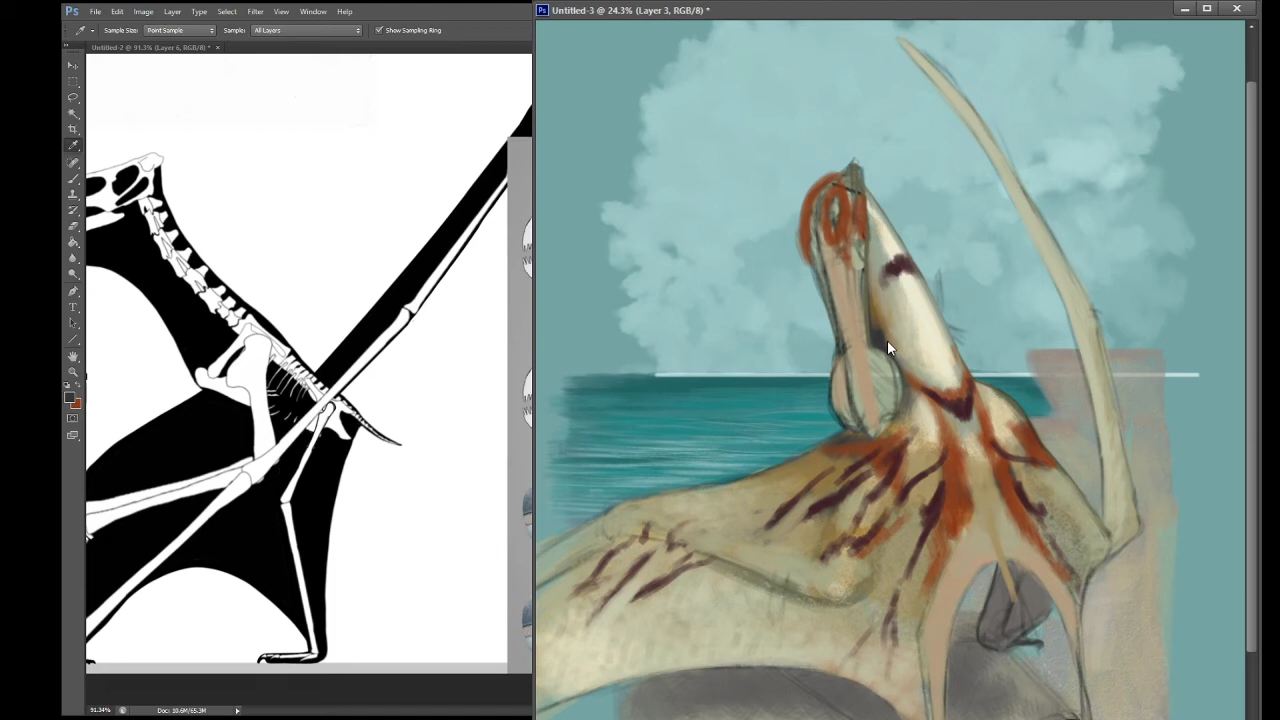 Ps File Edit Image Layer Type Select Filter 3D View Window Help
Sample Size: Point Sample Sample: All Layers Show Sampling Ring
Untitled-2 @ 91.3% (Layer 6, RGB/8) * ×
91.34% Doc: 10.6M/65.3M
Ps Untitled-3 @ 24.3% (Layer 3, RGB/8) *